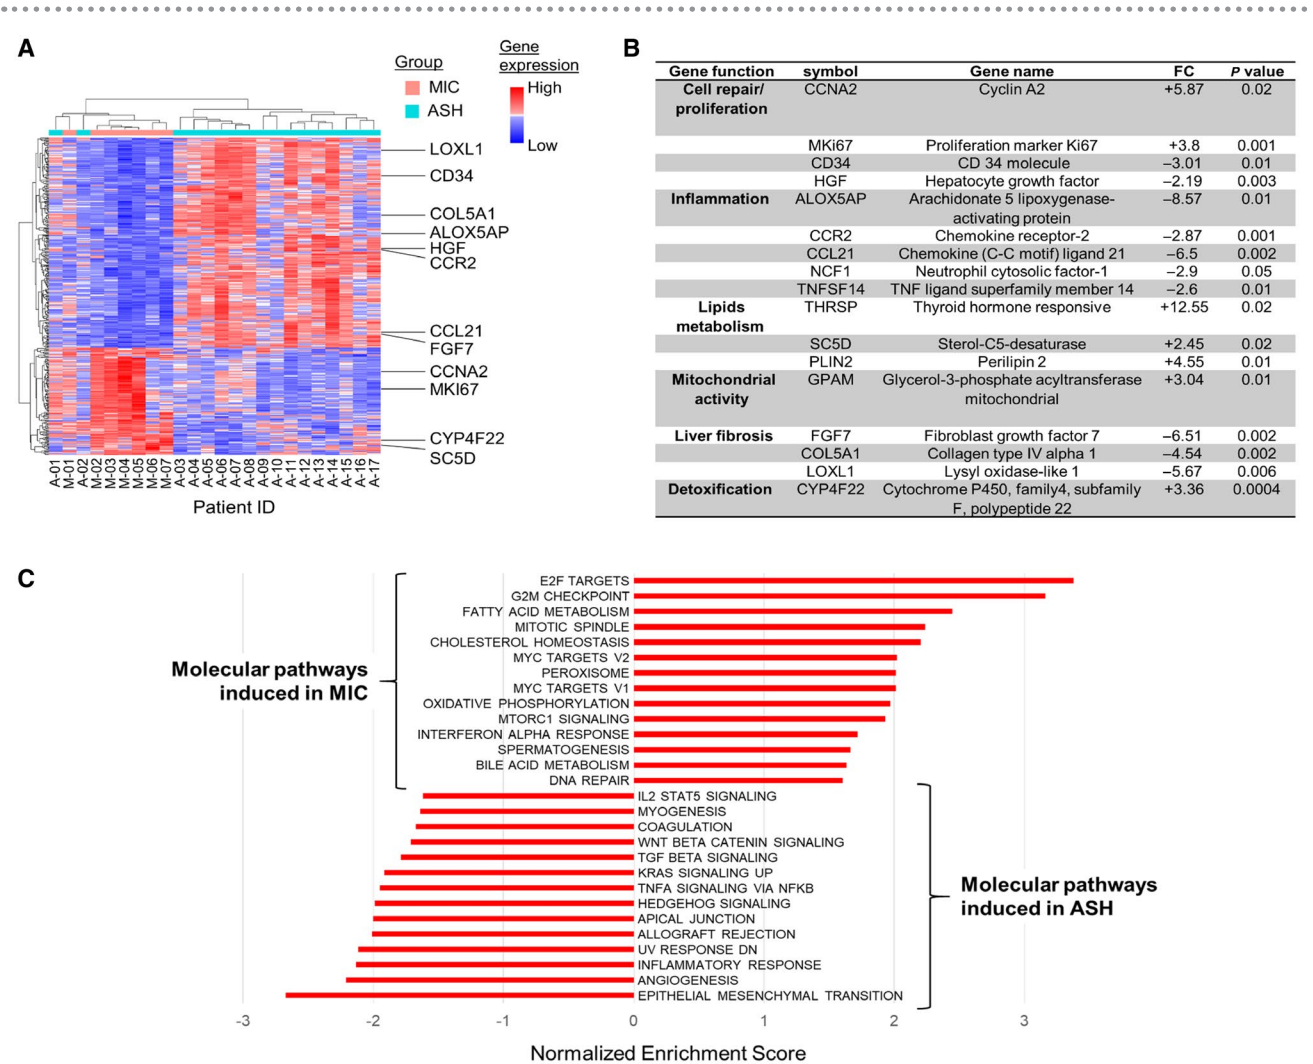 A
Group
MIC
ASH
Gene
expression
High
Low
LOXL1
CD34
COL5A1
ALOX5AP
HGF
CCR2
CCL21
FGF7
CCNA2
MKI67
CYP4F22
SC5D
A-01
M-01
A-02
M-02
M-03
M-04
M-05
M-06
M-07
A-03
A-04
A-05
A-06
A-07
A-08
A-09
A-10
A-11
A-12
A-13
A-14
A-15
A-16
A-17
Patient ID
B
Gene function symbol Gene name FC P value
Cell repair/ CCNA2 Cyclin A2 +5.87 0.02
proliferation
MKi67 Proliferation marker Ki67 +3.8 0.001
CD34 CD 34 molecule –3.01 0.01
HGF Hepatocyte growth factor –2.19 0.003
Inflammation ALOX5AP Arachidonate 5 lipoxygenase- –8.57 0.01
activating protein
CCR2 Chemokine receptor-2 –2.87 0.001
CCL21 Chemokine (C-C motif) ligand 21 –6.5 0.002
NCF1 Neutrophil cytosolic factor-1 –2.9 0.05
TNFSF14 TNF ligand superfamily member 14 –2.6 0.01
Lipids THRSP Thyroid hormone responsive +12.55 0.02
metabolism
SC5D Sterol-C5-desaturase +2.45 0.02
PLIN2 Perilipin 2 +4.55 0.01
Mitochondrial GPAM Glycerol-3-phosphate acyltransferase +3.04 0.01
activity mitochondrial
Liver fibrosis FGF7 Fibroblast growth factor 7 –6.51 0.002
COL5A1 Collagen type IV alpha 1 –4.54 0.002
LOXL1 Lysyl oxidase-like 1 –5.67 0.006
Detoxification CYP4F22 Cytochrome P450, family4, subfamily +3.36 0.0004
F, polypeptide 22
C
Molecular pathways
induced in MIC
E2F TARGETS
G2M CHECKPOINT
FATTY ACID METABOLISM
MITOTIC SPINDLE
CHOLESTEROL HOMEOSTASIS
MYC TARGETS V2
PEROXISOME
MYC TARGETS V1
OXIDATIVE PHOSPHORYLATION
MTORC1 SIGNALING
INTERFERON ALPHA RESPONSE
SPERMATOGENESIS
BILE ACID METABOLISM
DNA REPAIR
IL2 STAT5 SIGNALING
MYOGENESIS
COAGULATION
WNT BETA CATENIN SIGNALING
TGF BETA SIGNALING
KRAS SIGNALING UP
TNFA SIGNALING VIA NFKB
HEDGEHOG SIGNALING
APICAL JUNCTION
ALLOGRAFT REJECTION
UV RESPONSE DN
INFLAMMATORY RESPONSE
ANGIOGENESIS
EPITHELIAL MESENCHYMAL TRANSITION
Molecular pathways
induced in ASH
-3 -2 -1 0 1 2 3
Normalized Enrichment Score